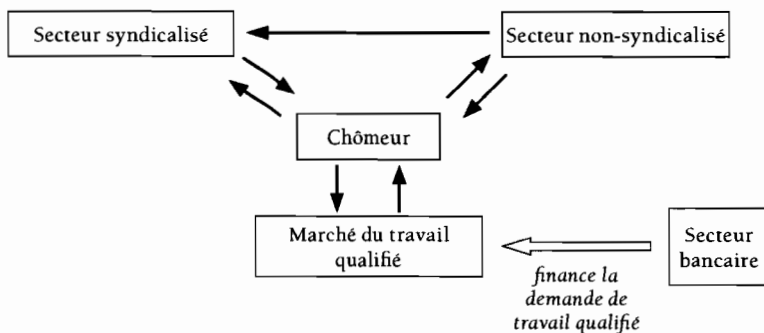 Secteur syndicalisé
Secteur non-syndicalisé
Chômeur
Marché du travail
qualifié
Secteur
bancaire
finance la
demande de
travail qualifié